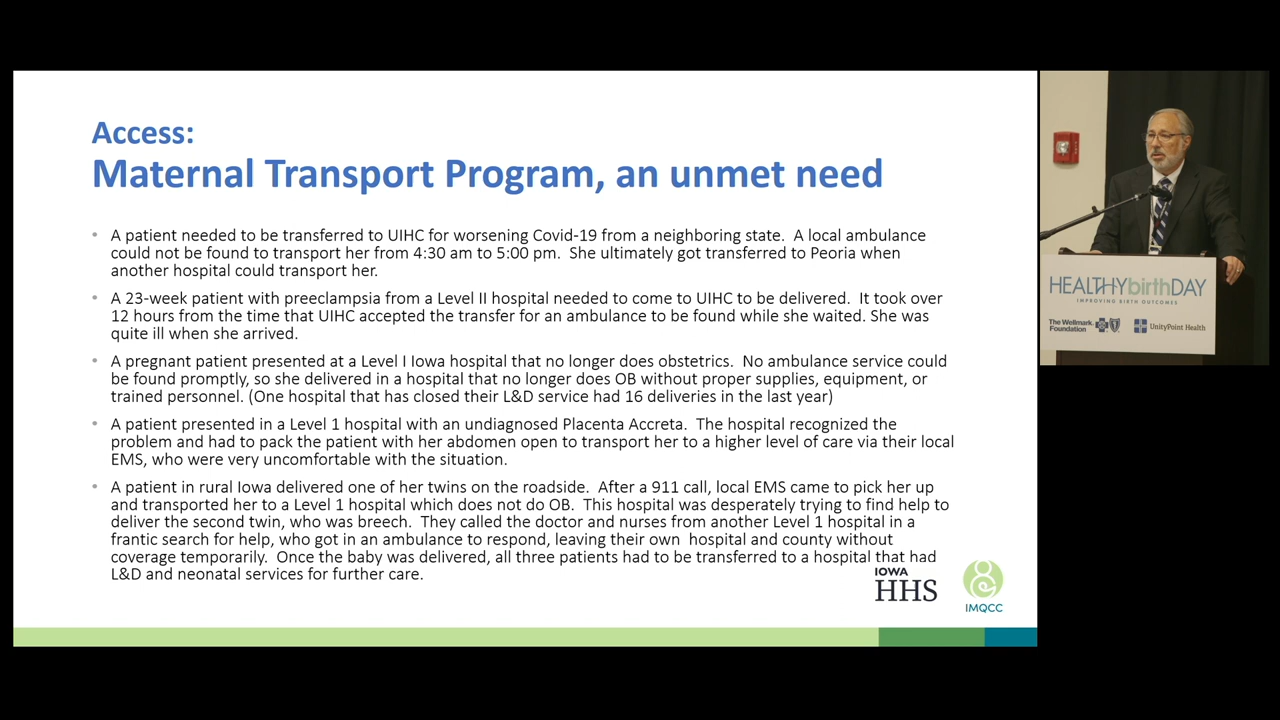 Access:
Maternal Transport Program, an unmet need
• A patient needed to be transferred to UIHC for worsening Covid-19 from a neighboring state. A local ambulance
could not be found to transport her from 4:30 am to 5:00 pm. She ultimately got transferred to Peoria when
another hospital could transport her.
• A 23-week patient with preeclampsia from a Level II hospital needed to come to UIHC to be delivered. It took over
12 hours from the time that UIHC accepted the transfer for an ambulance to be found while she waited. She was
quite ill when she arrived.
• A pregnant patient presented at a Level I Iowa hospital that no longer does obstetrics. No ambulance service could
be found promptly, so she delivered in a hospital that no longer does OB without proper supplies, equipment, or
trained personnel. (One hospital that has closed their L&D service had 16 deliveries in the last year)
• A patient presented in a Level 1 hospital with an undiagnosed Placenta Accreta. The hospital recognized the
problem and had to pack the patient with her abdomen open to transport her to a higher level of care via their local
EMS, who were very uncomfortable with the situation.
• A patient in rural Iowa delivered one of her twins on the roadside. After a 911 call, local EMS came to pick her up
and transported her to a Level 1 hospital which does not do OB. This hospital was desperately trying to find help to
deliver the second twin, who was breech. They called the doctor and nurses from another Level 1 hospital in a
frantic search for help, who got in an ambulance to respond, leaving their own hospital and county without
coverage temporarily. Once the baby was delivered, all three patients had to be transferred to a hospital that had
L&D and neonatal services for further care.
IOWA
HHS
IMQCC
HEALTHYbirthDAY
IMPROVING BIRTH OUTCOMES
The Wellmark
Foundation
UnityPoint Health